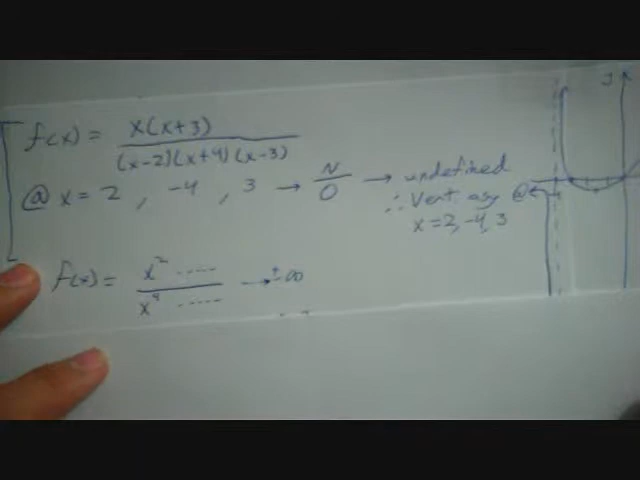 f(x) = x(x+3) / (x-2)(x+4)(x-3)
@ x = 2, -4, 3 → N/0 → undefined
∴ Vert. asy @
x = 2, -4, 3
f(x) = x² ..... / x⁴ ..... → ±∞
y